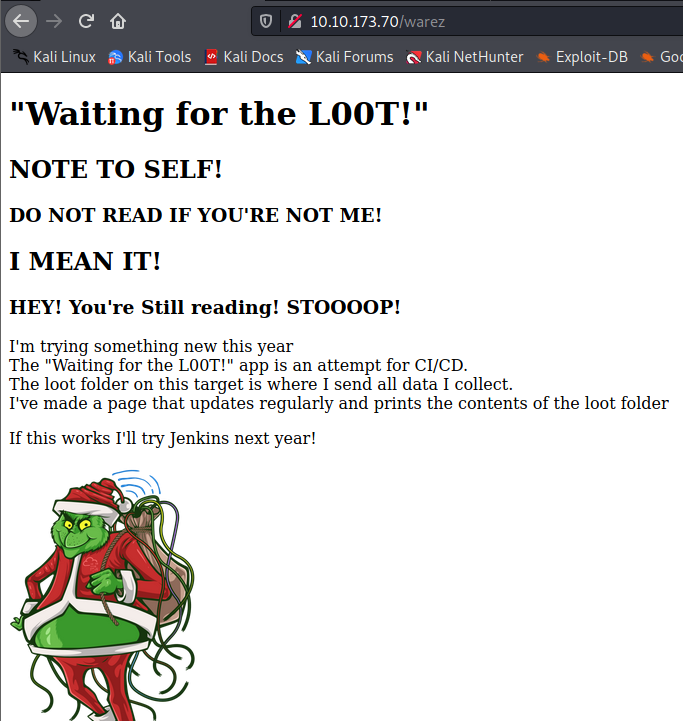 10.10.173.70/warez
Kali Linux Kali Tools Kali Docs Kali Forums Kali NetHunter Exploit-DB
"Waiting for the L00T!"
NOTE TO SELF!
DO NOT READ IF YOU'RE NOT ME!
I MEAN IT!
HEY! You're Still reading! STOOOOP!
I'm trying something new this year
The "Waiting for the L00T!" app is an attempt for CI/CD.
The loot folder on this target is where I send all data I collect.
I've made a page that updates regularly and prints the contents of the loot folder
If this works I'll try Jenkins next year!